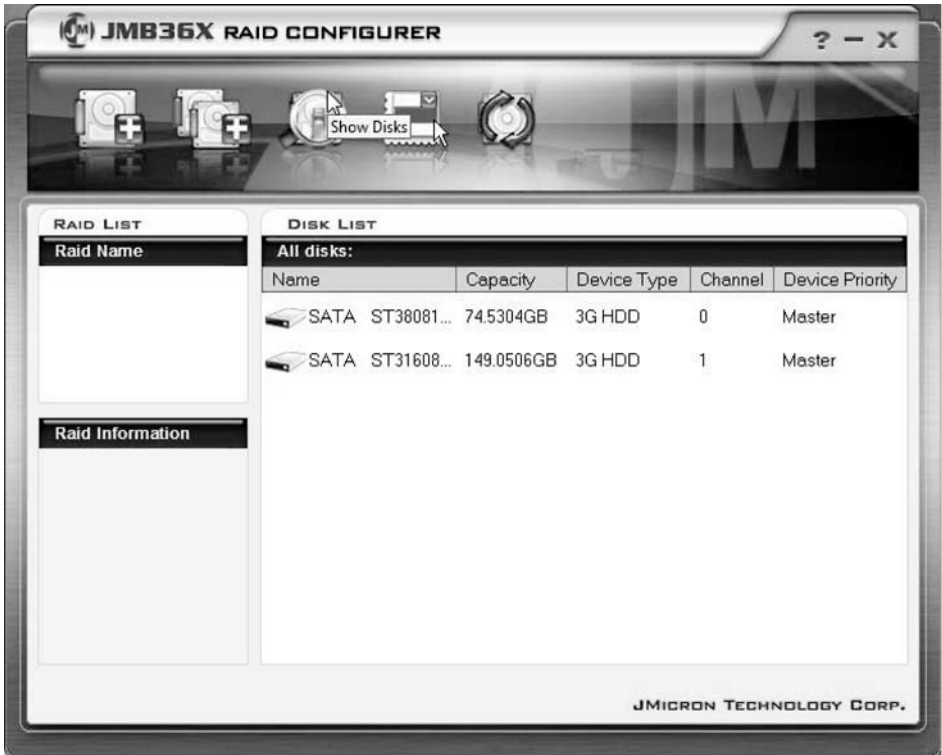 JM JMB36X RAID CONFIGURER
? – X
Show Disks
JM
RAID LIST
Raid Name
Raid Information
DISK LIST
All disks:
Name Capacity Device Type Channel Device Priority
SATA ST38081... 74.5304GB 3G HDD 0 Master
SATA ST31608... 149.0506GB 3G HDD 1 Master
JMICRON TECHNOLOGY CORP.